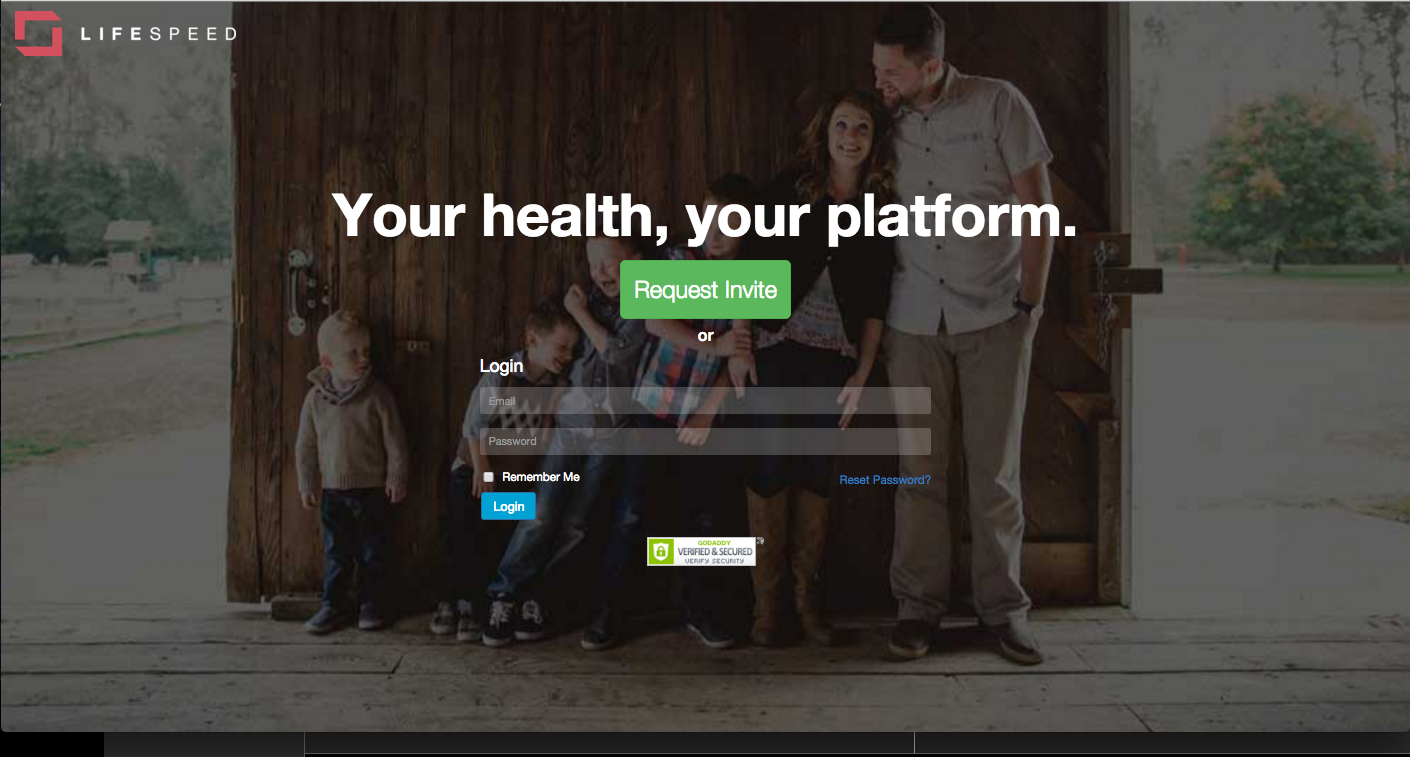 LIFESPEED
Your health, your platform.
Request Invite
or
Login
Email
Password
Remember Me
Reset Password?
Login
GODADDY
VERIFIED & SECURED
VERIFY SECURITY